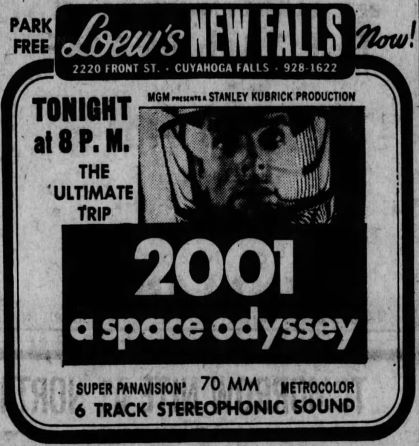 PARK
FREE
Loew's NEW FALLS
Now!
2220 FRONT ST. · CUYAHOGA FALLS · 928-1622
TONIGHT
at 8 P. M.
THE
ULTIMATE
TRIP
MGM PRESENTS A STANLEY KUBRICK PRODUCTION
2001
a space odyssey
SUPER PANAVISION® 70 MM METROCOLOR
6 TRACK STEREOPHONIC SOUND